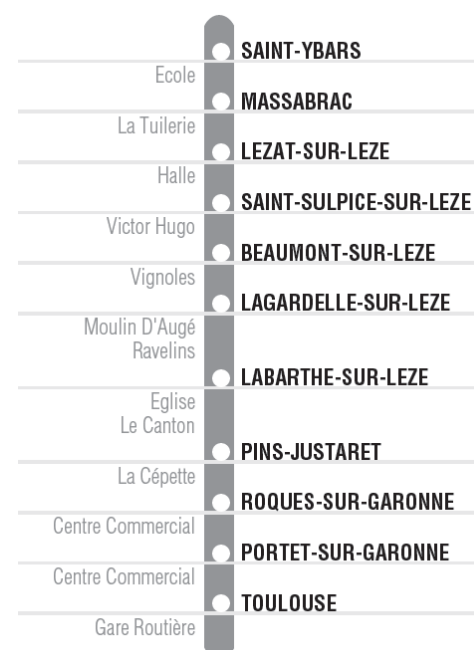 SAINT-YBARS
Ecole
MASSABRAC
La Tuilerie
LEZAT-SUR-LEZE
Halle
SAINT-SULPICE-SUR-LEZE
Victor Hugo
BEAUMONT-SUR-LEZE
Vignoles
LAGARDELLE-SUR-LEZE
Moulin D'Augé
Ravelins
LABARTHE-SUR-LEZE
Eglise
Le Canton
PINS-JUSTARET
La Cépette
ROQUES-SUR-GARONNE
Centre Commercial
PORTET-SUR-GARONNE
Centre Commercial
TOULOUSE
Gare Routière